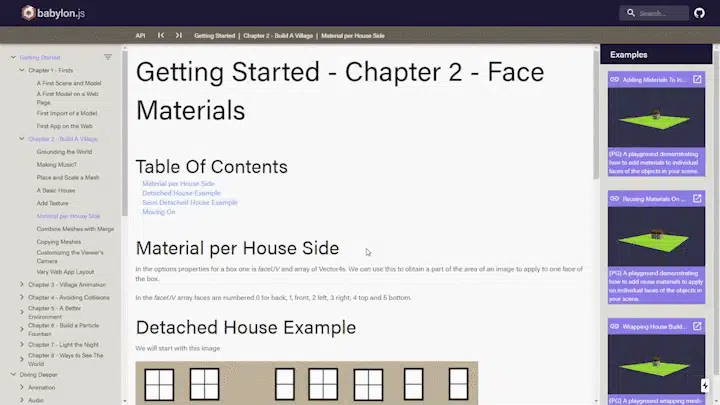 babylon.js
Search...
API
Getting Started | Chapter 2 - Build A Village | Material per House Side
Getting Started
Chapter 1 - Firsts
A First Scene and Model
A First Model on a Web
Page.
First Import of a Model.
First App on the Web
Chapter 2 - Build A Village
Grounding the World
Making Music?
Place and Scale a Mesh
A Basic House
Add Texture
Material per House Side
Combine Meshes with Merge
Copying Meshes
Customizing the Viewer's
Camera
Very Web App Layout
Chapter 3 - Village Animation
Chapter 4 - Avoiding Collisions
Chapter 5 - A Better
Environment
Chapter 6 - Build a Particle
Fountain
Chapter 7 - Light the Night
Chapter 8 - Ways to See The
World
Diving Deeper
Animation
Audio
Getting Started - Chapter 2 - Face
Materials
Table Of Contents
Material per House Side
Detached House Example
Semi Detached House Example
Moving On
Material per House Side
In the options properties for a box one is faceUV and array of Vector4s. We can use this to obtain a part of the area of an image to apply to one face of
the box.
In the faceUV array faces are numbered 0 for back, 1, front, 2 left, 3 right, 4 top and 5 bottom.
Detached House Example
We will start with this image
Examples
Adding Materials To In...
(PG) A playground demomstrating
how to add materials to individual
faces of the objects in your scene.
Reusing Materials On ...
(PG) A playground demomstrating
how to add reuse materials to apply
on individual faces of the objects in
your scene.
Wrapping House Build...
(PG) A playground wrapping mesh-